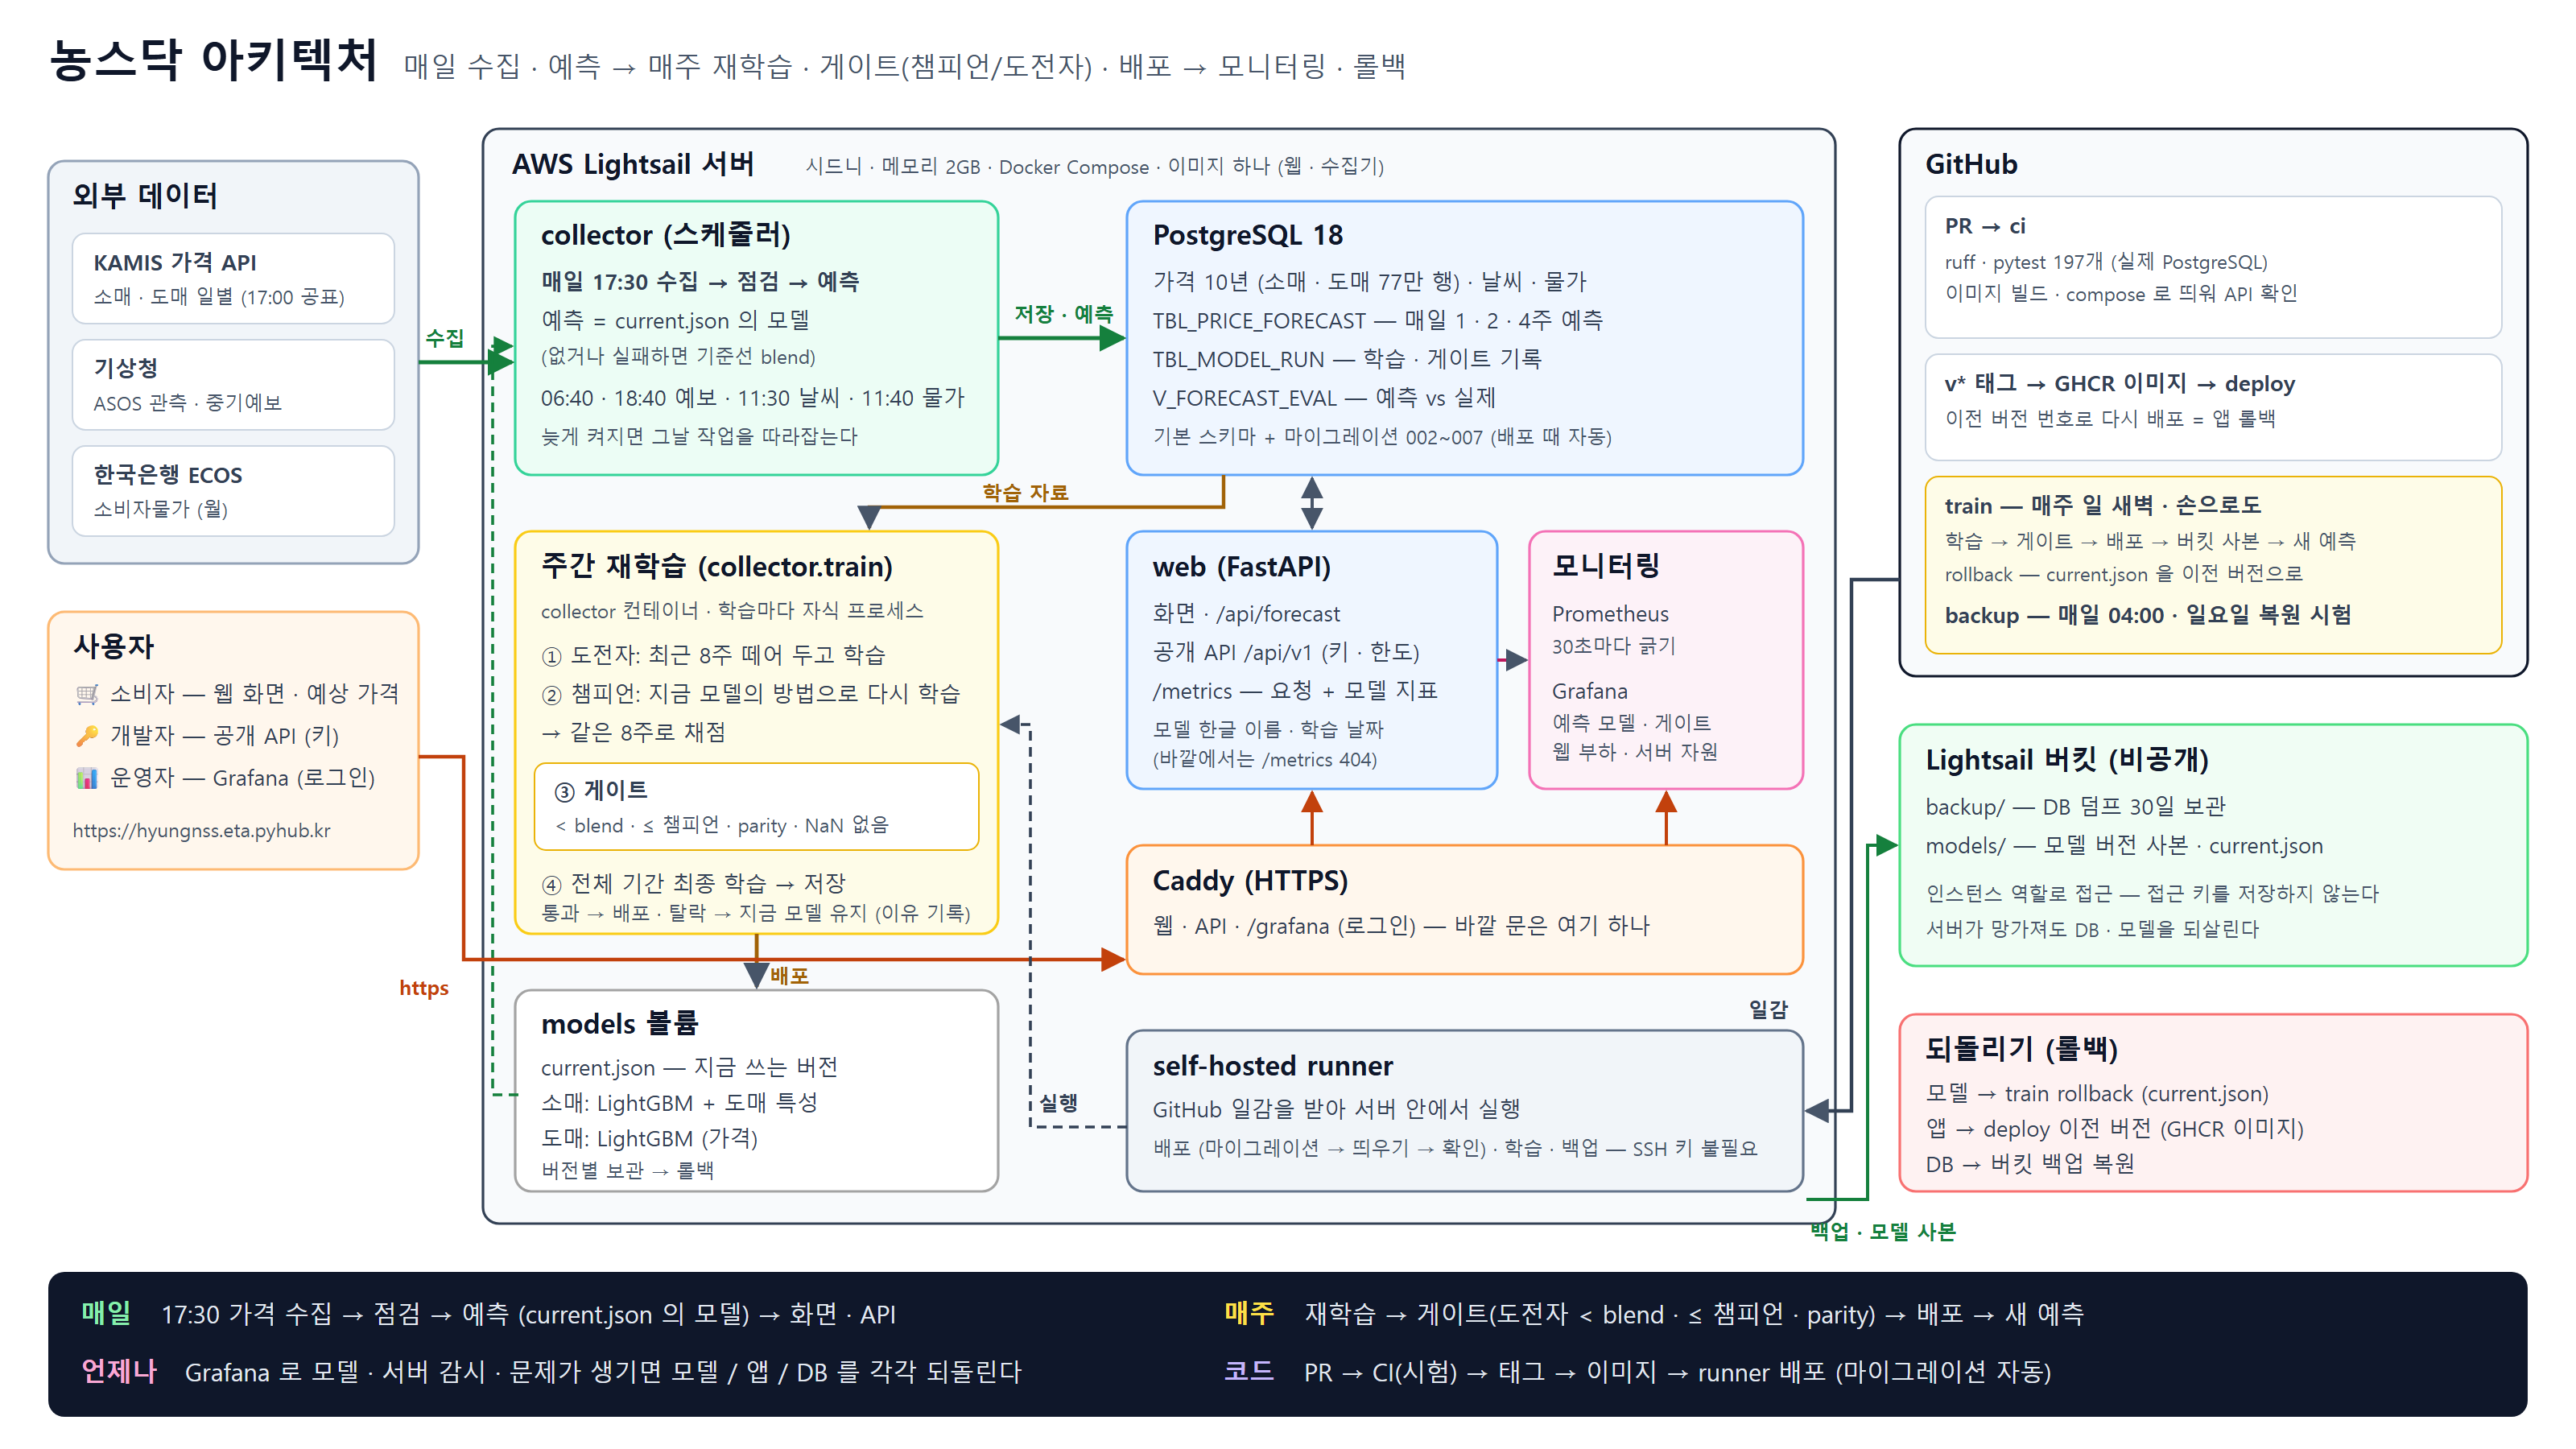 농스닥 아키텍처 매일 수집 · 예측 → 매주 재학습 · 게이트(챔피언/도전자) · 배포 → 모니터링 · 롤백
외부 데이터
KAMIS 가격 API
소매 · 도매 일별 (17:00 공표)
기상청
ASOS 관측 · 중기예보
한국은행 ECOS
소비자물가 (월)
수집
사용자
🛒 소비자 — 웹 화면 · 예상 가격
🔑 개발자 — 공개 API (키)
📊 운영자 — Grafana (로그인)
https://hyungnss.eta.pyhub.kr
https
AWS Lightsail 서버 시드니 · 메모리 2GB · Docker Compose · 이미지 하나 (웹 · 수집기)
collector (스케줄러)
매일 17:30 수집 → 점검 → 예측
예측 = current.json 의 모델
(없거나 실패하면 기준선 blend)
06:40 · 18:40 예보 · 11:30 날씨 · 11:40 물가
늦게 켜지면 그날 작업을 따라잡는다
저장 · 예측
PostgreSQL 18
가격 10년 (소매 · 도매 77만 행) · 날씨 · 물가
TBL_PRICE_FORECAST — 매일 1 · 2 · 4주 예측
TBL_MODEL_RUN — 학습 · 게이트 기록
V_FORECAST_EVAL — 예측 vs 실제
기본 스키마 + 마이그레이션 002~007 (배포 때 자동)
학습 자료
주간 재학습 (collector.train)
collector 컨테이너 · 학습마다 자식 프로세스
① 도전자: 최근 8주 떼어 두고 학습
② 챔피언: 지금 모델의 방법으로 다시 학습
→ 같은 8주로 채점
③ 게이트
< blend · ≤ 챔피언 · parity · NaN 없음
④ 전체 기간 최종 학습 → 저장
통과 → 배포 · 탈락 → 지금 모델 유지 (이유 기록)
배포
models 볼륨
current.json — 지금 쓰는 버전
소매: LightGBM + 도매 특성
도매: LightGBM (가격)
버전별 보관 → 롤백
web (FastAPI)
화면 · /api/forecast
공개 API /api/v1 (키 · 한도)
/metrics — 요청 + 모델 지표
모델 한글 이름 · 학습 날짜
(바깥에서는 /metrics 404)
모니터링
Prometheus
30초마다 긁기
Grafana
예측 모델 · 게이트
웹 부하 · 서버 자원
Caddy (HTTPS)
웹 · API · /grafana (로그인) — 바깥 문은 여기 하나
일감
실행
self-hosted runner
GitHub 일감을 받아 서버 안에서 실행
배포 (마이그레이션 → 띄우기 → 확인) · 학습 · 백업 — SSH 키 불필요
GitHub
PR → ci
ruff · pytest 197개 (실제 PostgreSQL)
이미지 빌드 · compose 로 띄워 API 확인
v* 태그 → GHCR 이미지 → deploy
이전 버전 번호로 다시 배포 = 앱 롤백
train — 매주 일 새벽 · 손으로도
학습 → 게이트 → 배포 → 버킷 사본 → 새 예측
rollback — current.json 을 이전 버전으로
backup — 매일 04:00 · 일요일 복원 시험
Lightsail 버킷 (비공개)
backup/ — DB 덤프 30일 보관
models/ — 모델 버전 사본 · current.json
인스턴스 역할로 접근 — 접근 키를 저장하지 않는다
서버가 망가져도 DB · 모델을 되살린다
되돌리기 (롤백)
모델 → train rollback (current.json)
앱 → deploy 이전 버전 (GHCR 이미지)
DB → 버킷 백업 복원
백업 · 모델 사본
매일 17:30 가격 수집 → 점검 → 예측 (current.json 의 모델) → 화면 · API
매주 재학습 → 게이트(도전자 < blend · ≤ 챔피언 · parity) → 배포 → 새 예측
언제나 Grafana 로 모델 · 서버 감시 · 문제가 생기면 모델 / 앱 / DB 를 각각 되돌린다
코드 PR → CI(시험) → 태그 → 이미지 → runner 배포 (마이그레이션 자동)